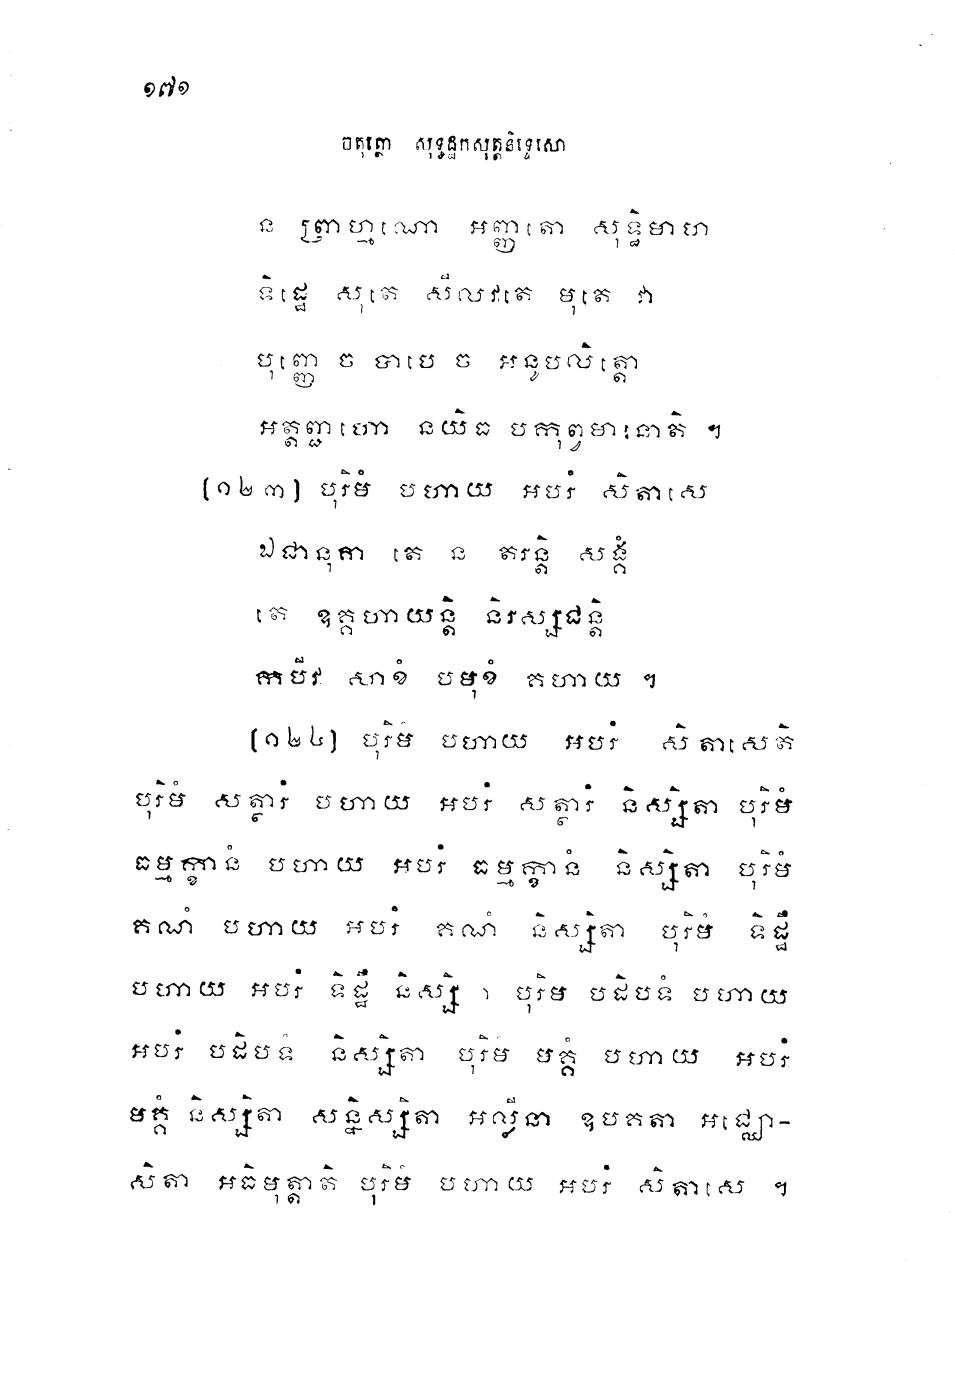 ១៧១
ចតុត្ថោ សុទ្ធដ្ឋកសុត្តនិទ្ទេសោ
ន ព្រាហ្មណោ អញ្ញតោ សុទ្ធិមាហ
ទិដ្ឋេ សុតេ សីលវតេ មុតេ វា
បុញ្ញេ ច បាបេ ច អនូបលិត្តោ
អត្តញ្ជហោ នយិធ បកុព្វមានោតិ ។
(១២៣) បុរិមំ បហាយ អបរំ សិតាសេ
ឯជានុគា តេ ន តរន្តិ សង្គំ
តេ ឧគ្គហាយន្តិ និរស្សជន្តិ
កបីវ សាខំ បមុខំ គហាយ ។
(១២៤) បុរិមំ បហាយ អបរំ សិតាសេតិ
បុរិមំ សត្ថារំ បហាយ អបរំ សត្ថារំ និស្សិតា បុរិមំ
ធម្មក្ខានំ បហាយ អបរំ ធម្មក្ខានំ និស្សិតា បុរិមំ
គណំ បហាយ អបរំ គណំ និស្សិតា បុរិមំ ទិដ្ឋឹ
បហាយ អបរំ ទិដ្ឋឹ និស្សិតា បុរិមំ បដិបទំ បហាយ
អបរំ បដិបទំ និស្សិតា បុរិមំ មគ្គំ បហាយ អបរំ
មគ្គំ និស្សិតា សន្និស្សិតា អល្លីនា ឧបគតា អជ្ឈោ-
សិតា អធិមុត្តាតិ បុរិមំ បហាយ អបរំ សិតាសេ ។